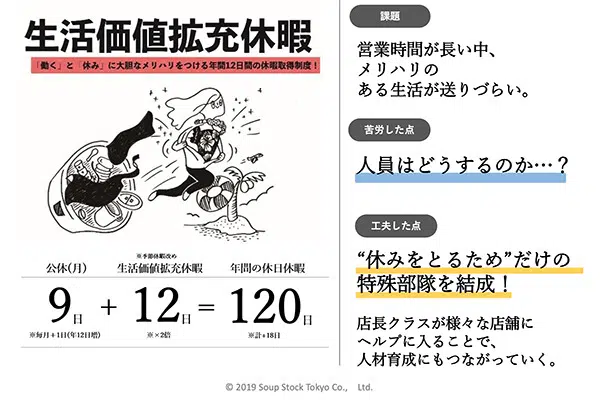 生活価値拡充休暇
「働く」と「休み」に大胆なメリハリをつける年間12日間の休暇取得制度！
※季節休暇改め
公休(月)
生活価値拡充休暇
年間の休日休暇
9日 + 12日 = 120日
※毎月＋1日(年12日増)
※×2倍
※計+18日
課題
営業時間が長い中、
メリハリの
ある生活が送りづらい。
苦労した点
人員はどうするのか…？
工夫した点
“休みをとるため”だけの
特殊部隊を結成！
店長クラスが様々な店舗に
ヘルプに入ることで、
人材育成にもつながっていく。
© 2019 Soup Stock Tokyo Co.,　Ltd.